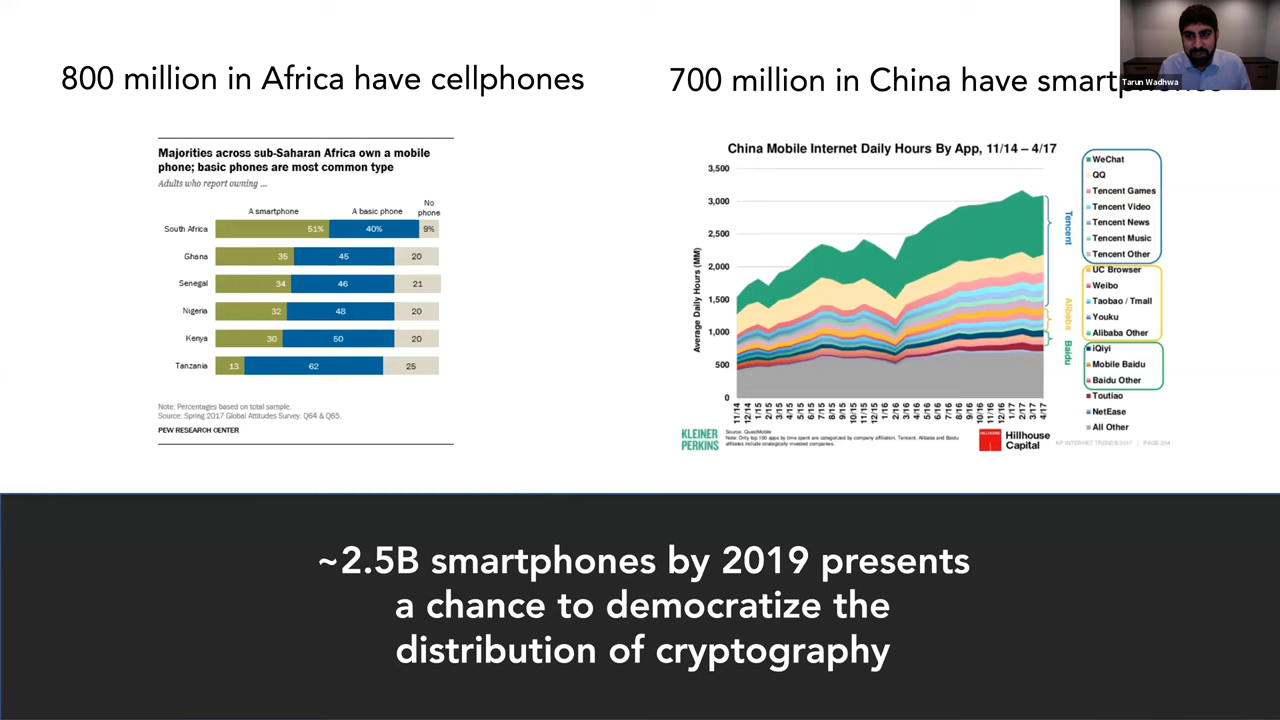 800 million in Africa have cellphones
700 million in China have smartphones
Tarun Wadhwa
Majorities across sub-Saharan Africa own a mobile
phone; basic phones are most common type
Adults who report owning ...
A smartphone
A basic phone
No
phone
South Africa 51% 40% 9%
Ghana 35 45 20
Senegal 34 46 21
Nigeria 32 48 20
Kenya 30 50 20
Tanzania 13 62 25
Note: Percentages based on total sample.
Source: Spring 2017 Global Attitudes Survey. Q64 & Q65.
PEW RESEARCH CENTER
China Mobile Internet Daily Hours By App, 11/14 – 4/17
Average Daily Hours (MM)
3,500
3,000
2,500
2,000
1,500
1,000
500
0
11/14 12/14 1/15 2/15 3/15 4/15 5/15 6/15 7/15 8/15 9/15 10/15 11/15 12/15 1/16 2/16 3/16 4/16 5/16 6/16 7/16 8/16 9/16 10/16 11/16 12/16 1/17 2/17 3/17 4/17
Tencent
Alibaba
Baidu
WeChat
QQ
Tencent Games
Tencent Video
Tencent News
Tencent Music
Tencent Other
UC Browser
Weibo
Taobao / Tmall
Youku
Alibaba Other
iQiyi
Mobile Baidu
Baidu Other
Toutiao
NetEase
All Other
KLEINER
PERKINS
Source: QuestMobile
Note: Only top 100 apps by time spent are categorized by company affiliation. Tencent, Alibaba and Baidu
affiliates include strategically invested companies.
HILLHOUSE
Hillhouse
Capital
KP INTERNET TRENDS 2017 | PAGE 204
~2.5B smartphones by 2019 presents
a chance to democratize the
distribution of cryptography